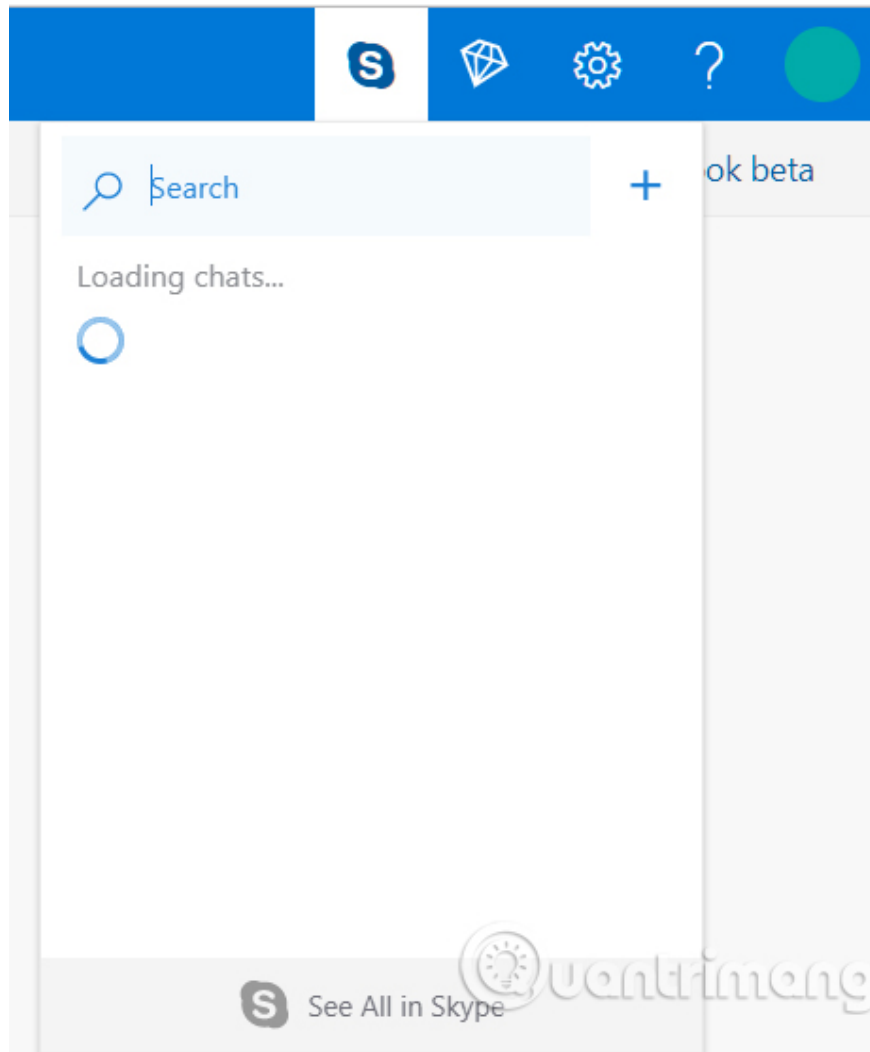 S
?
Search
+
ok beta
Loading chats...
S See All in Skype
Quantrimang